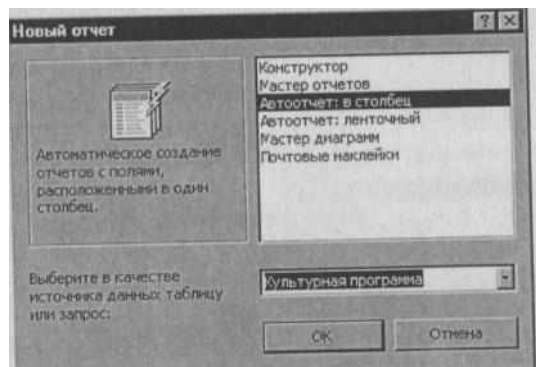 Новый отчет
Конструктор
Мастер отчетов
Автоотчет: в столбец
Автоотчет: ленточный
Мастер диаграмм
Почтовые наклейки
Автоматическое создание
отчетов с полями,
расположенными в один
столбец.
Выберите в качестве
источника данных таблицу
или запрос:
Культурная программа
ОК
Отмена